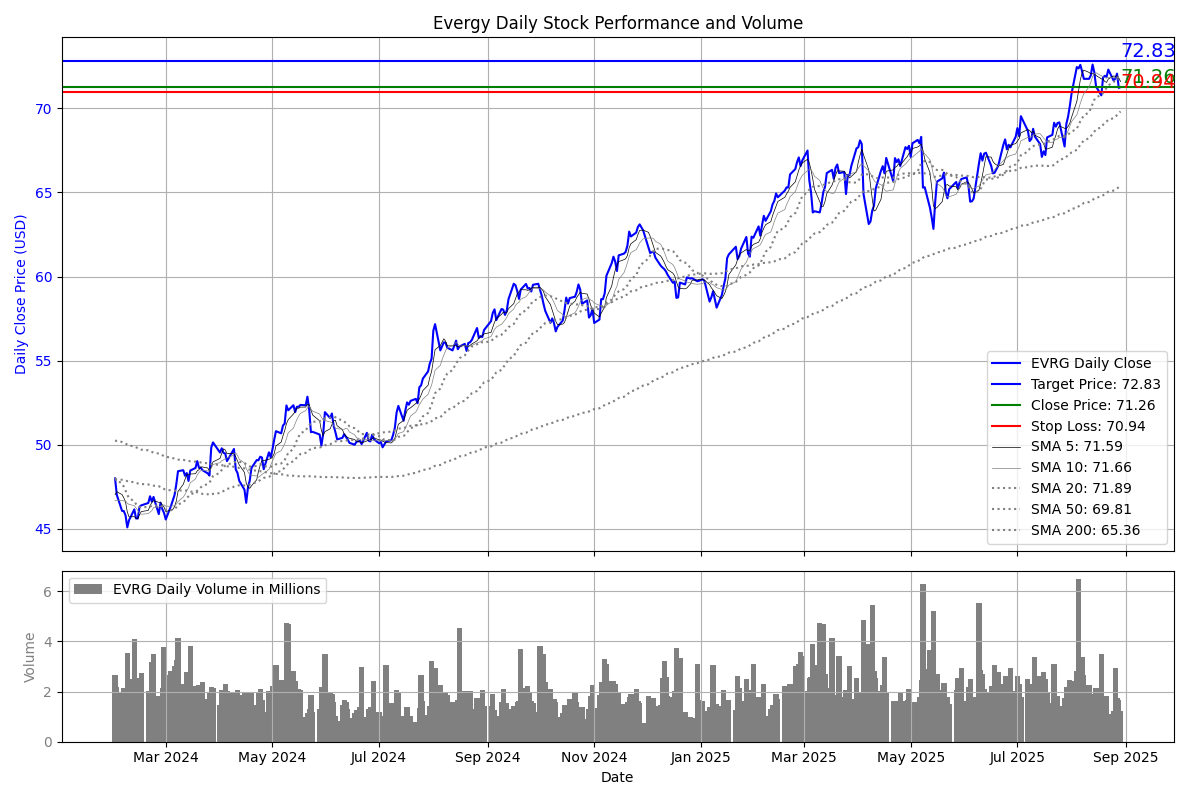 Evergy Daily Stock Performance and Volume
72.83
71.26
70.94
Daily Close Price (USD)
70
65
60
55
50
45
EVRG Daily Close
Target Price: 72.83
Close Price: 71.26
Stop Loss: 70.94
SMA 5: 71.59
SMA 10: 71.66
SMA 20: 71.89
SMA 50: 69.81
SMA 200: 65.36
EVRG Daily Volume in Millions
Volume
6
4
2
0
Mar 2024 May 2024 Jul 2024 Sep 2024 Nov 2024 Jan 2025 Mar 2025 May 2025 Jul 2025 Sep 2025
Date